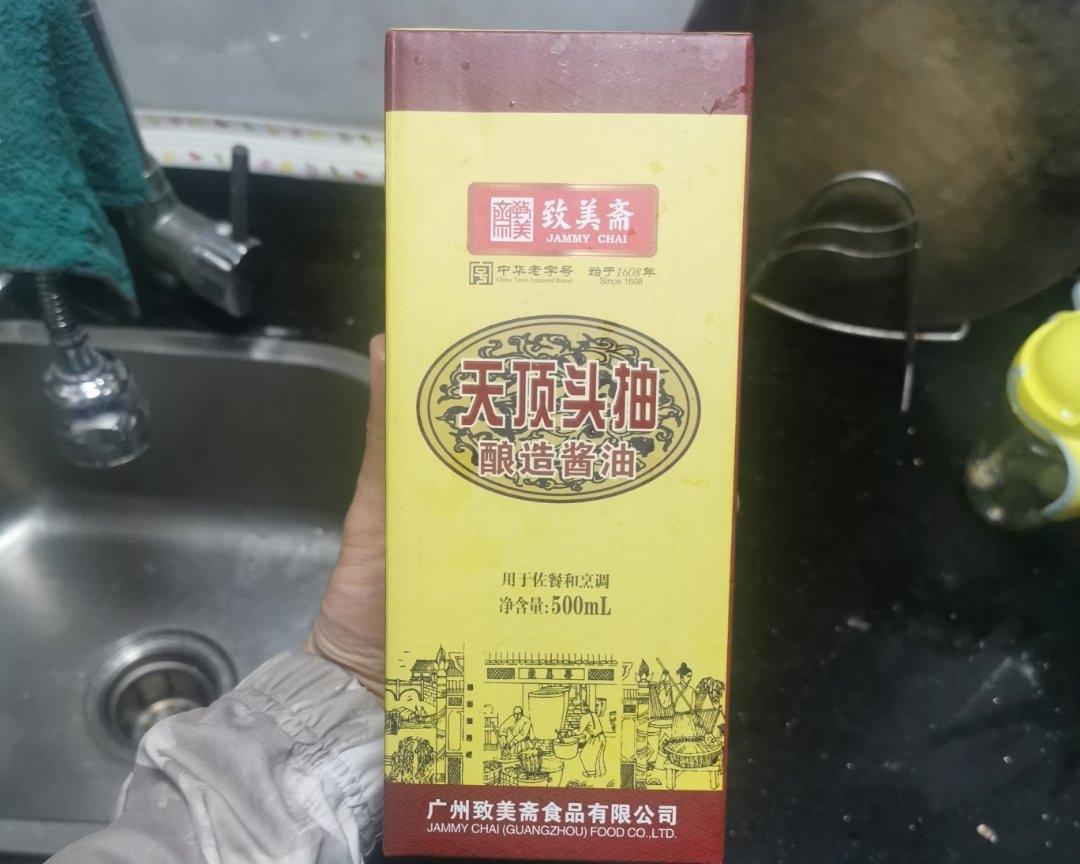 致美斋
JAMMY CHAI
中华老字号 始于1608年
China Time-honored Brand Since 1608
天顶头抽
酿造酱油
用于佐餐和烹调
净含量:500mL
广州致美斋食品有限公司
JAMMY CHAI (GUANGZHOU) FOOD CO.,LTD.